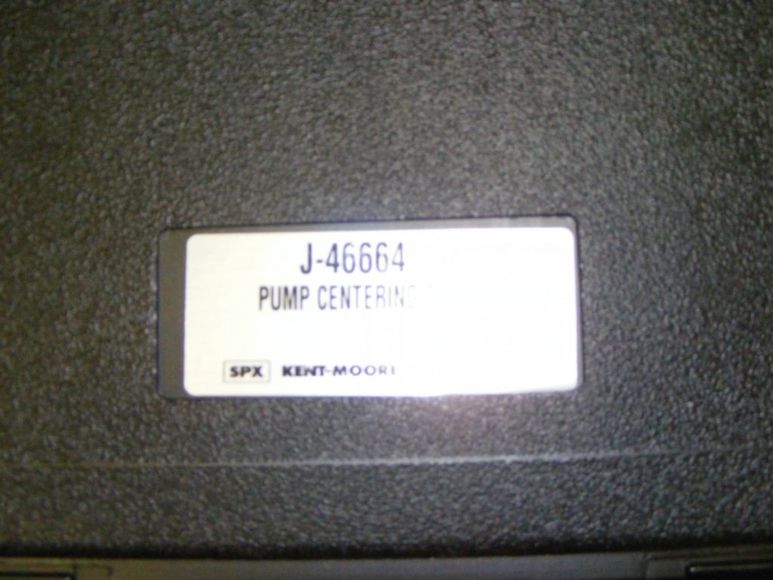 J-46664
PUMP CENTERING
SPX KENT-MOORE